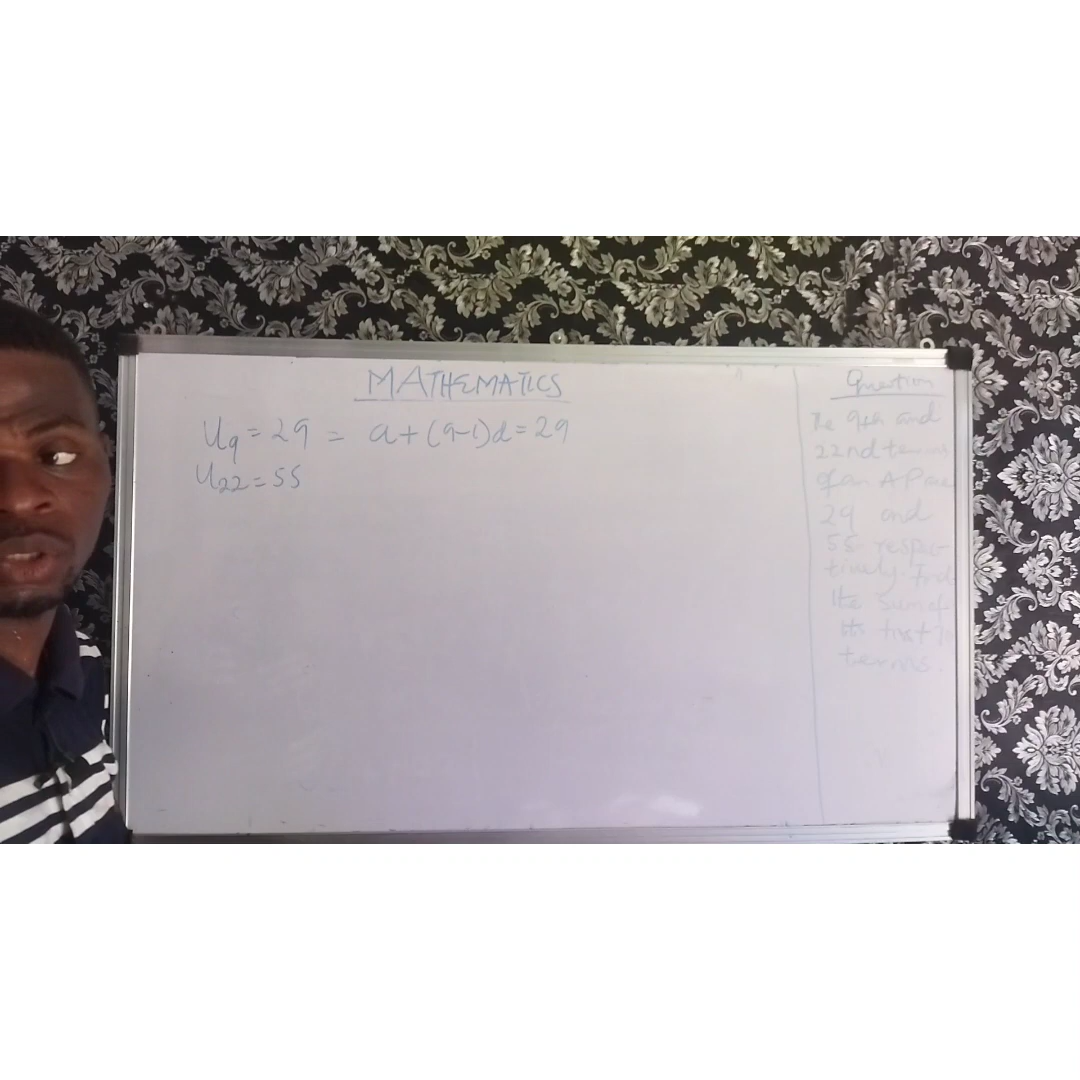 MATHEMATICS
U9 = 29 = a+(9-1)d=29
U22=55
Question
The 9th and
22nd terms
of an A P are
29 and
55 respec-
tively. Find
the sum of
the first
terms.